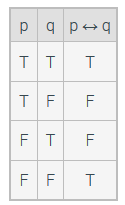 p q p ↔ q
T T T
T F F
F T F
F F T